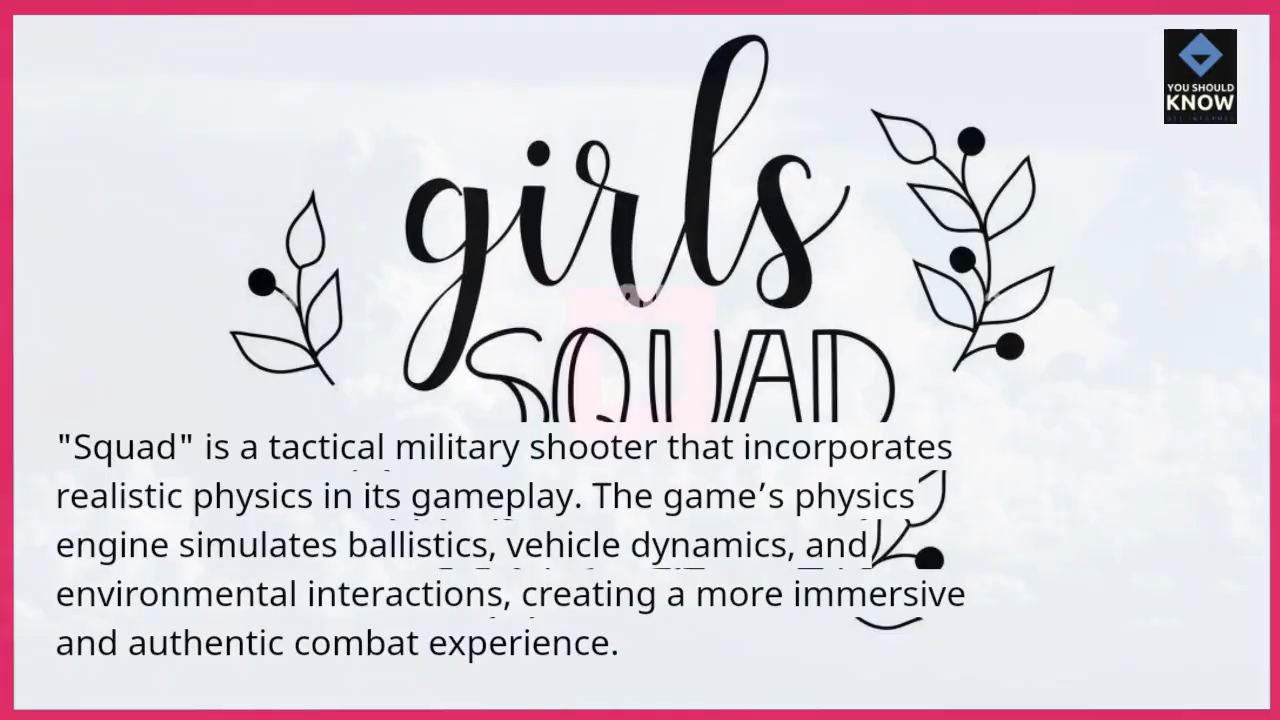 YOU SHOULD
KNOW
girls
SQUAD
"Squad" is a tactical military shooter that incorporates
realistic physics in its gameplay. The game’s physics
engine simulates ballistics, vehicle dynamics, and
environmental interactions, creating a more immersive
and authentic combat experience.